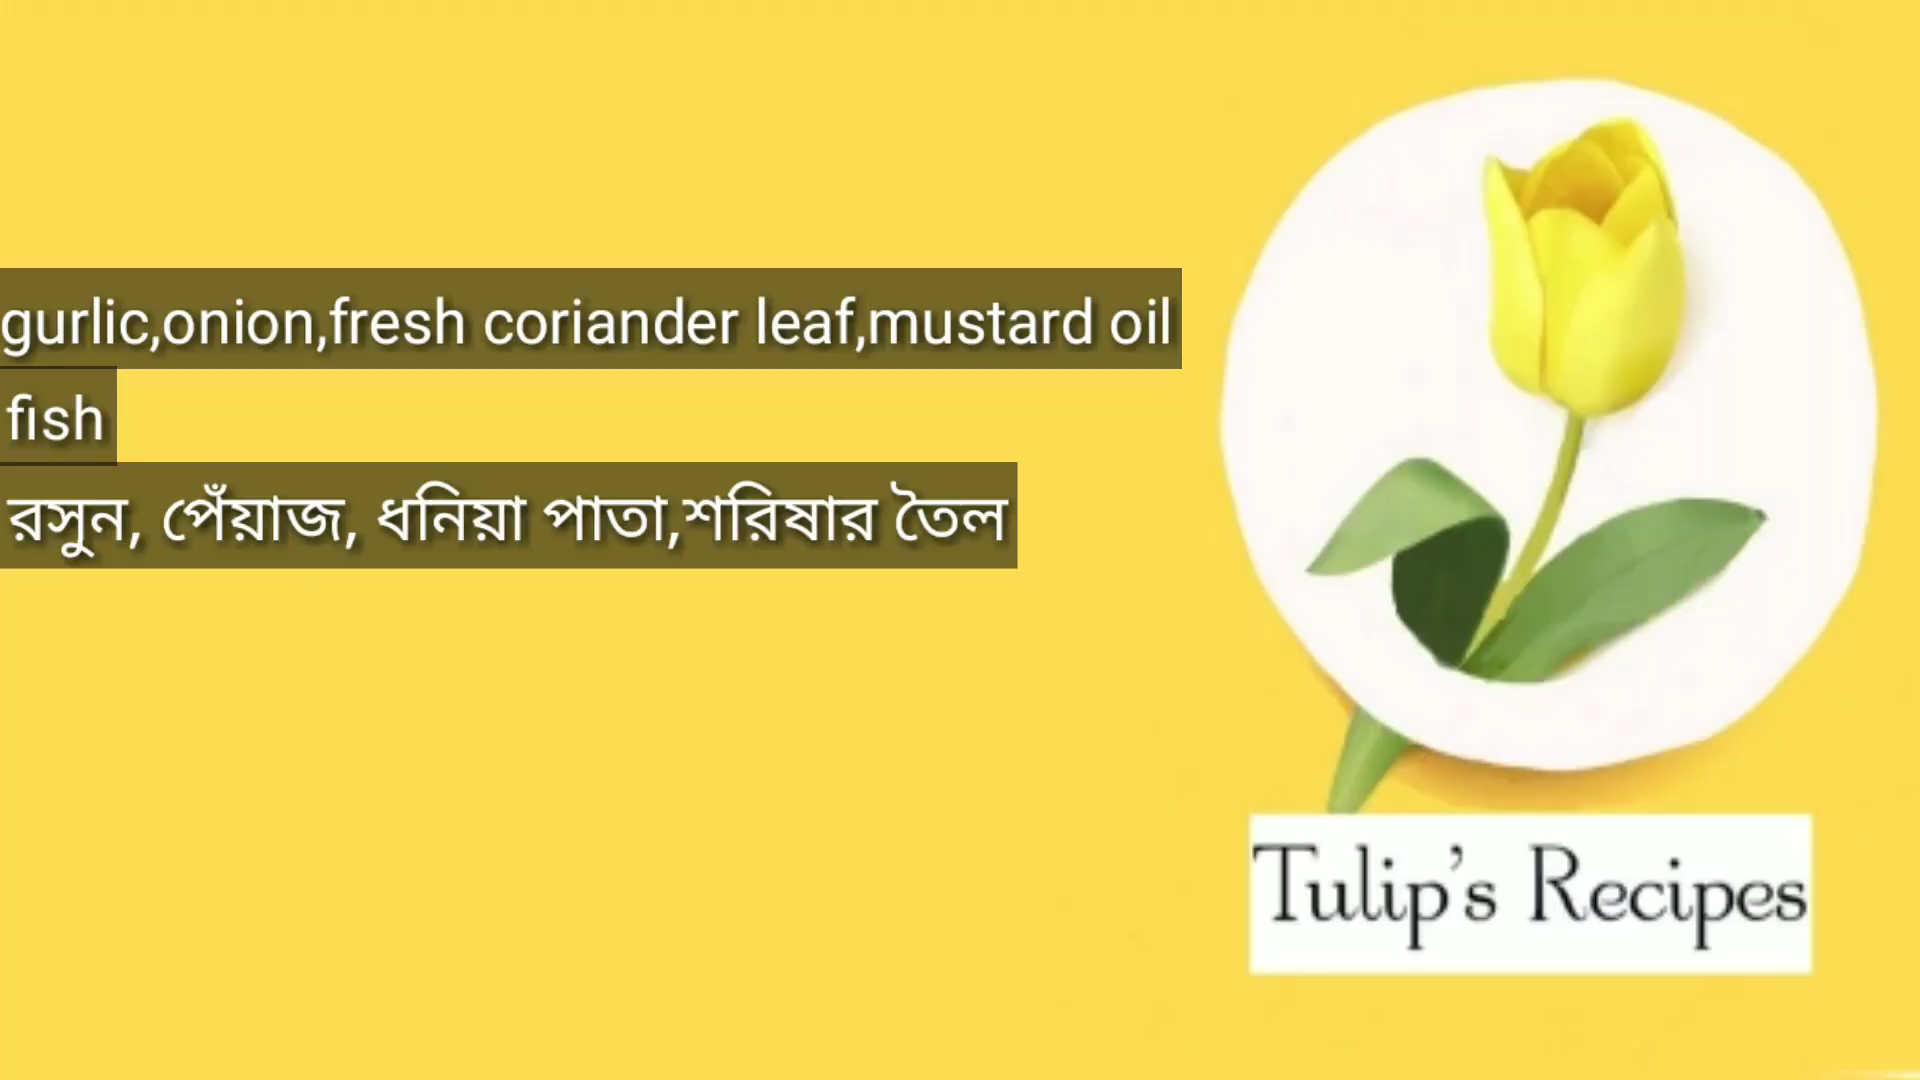 gurlic,onion,fresh coriander leaf,mustard oil
fish
রসুন, পেঁয়াজ, ধনিয়া পাতা,শরিষার তৈল
Tulip's Recipes